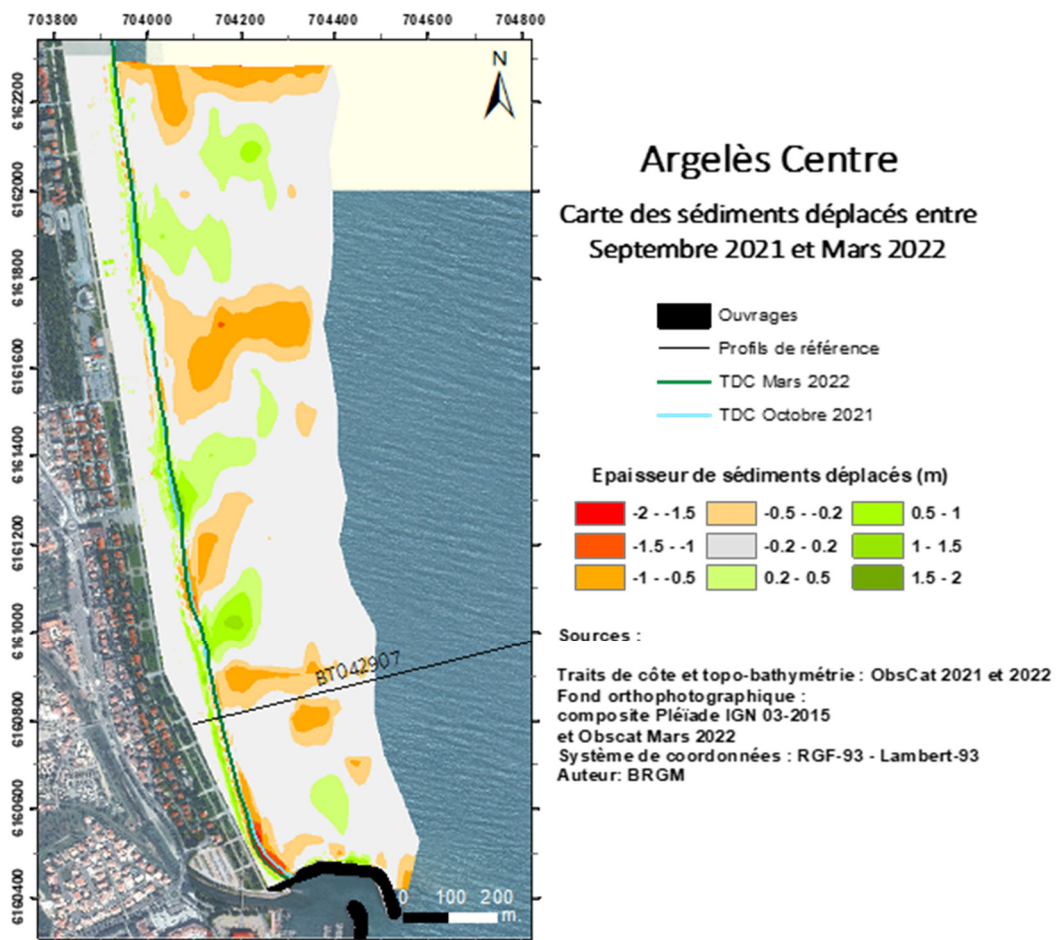 703800 704000 704200 704400 704600 704800
6162200
6162000
6161800
6161600
6161400
6161200
6161000
6160800
6160600
6160400
N
BT042907
0 100 200
m.
Argelès Centre
Carte des sédiments déplacés entre
Septembre 2021 et Mars 2022
Ouvrages
Profils de référence
TDC Mars 2022
TDC Octobre 2021
Epaisseur de sédiments déplacés (m)
-2 - -1.5 -0.5 - -0.2 0.5 - 1
-1.5 - -1 -0.2 - 0.2 1 - 1.5
-1 - -0.5 0.2 - 0.5 1.5 - 2
Sources :
Traits de côte et topo-bathymétrie : ObsCat 2021 et 2022
Fond orthophotographique :
composite Pléïade IGN 03-2015
et Obscat Mars 2022
Système de coordonnées : RGF-93 - Lambert-93
Auteur: BRGM